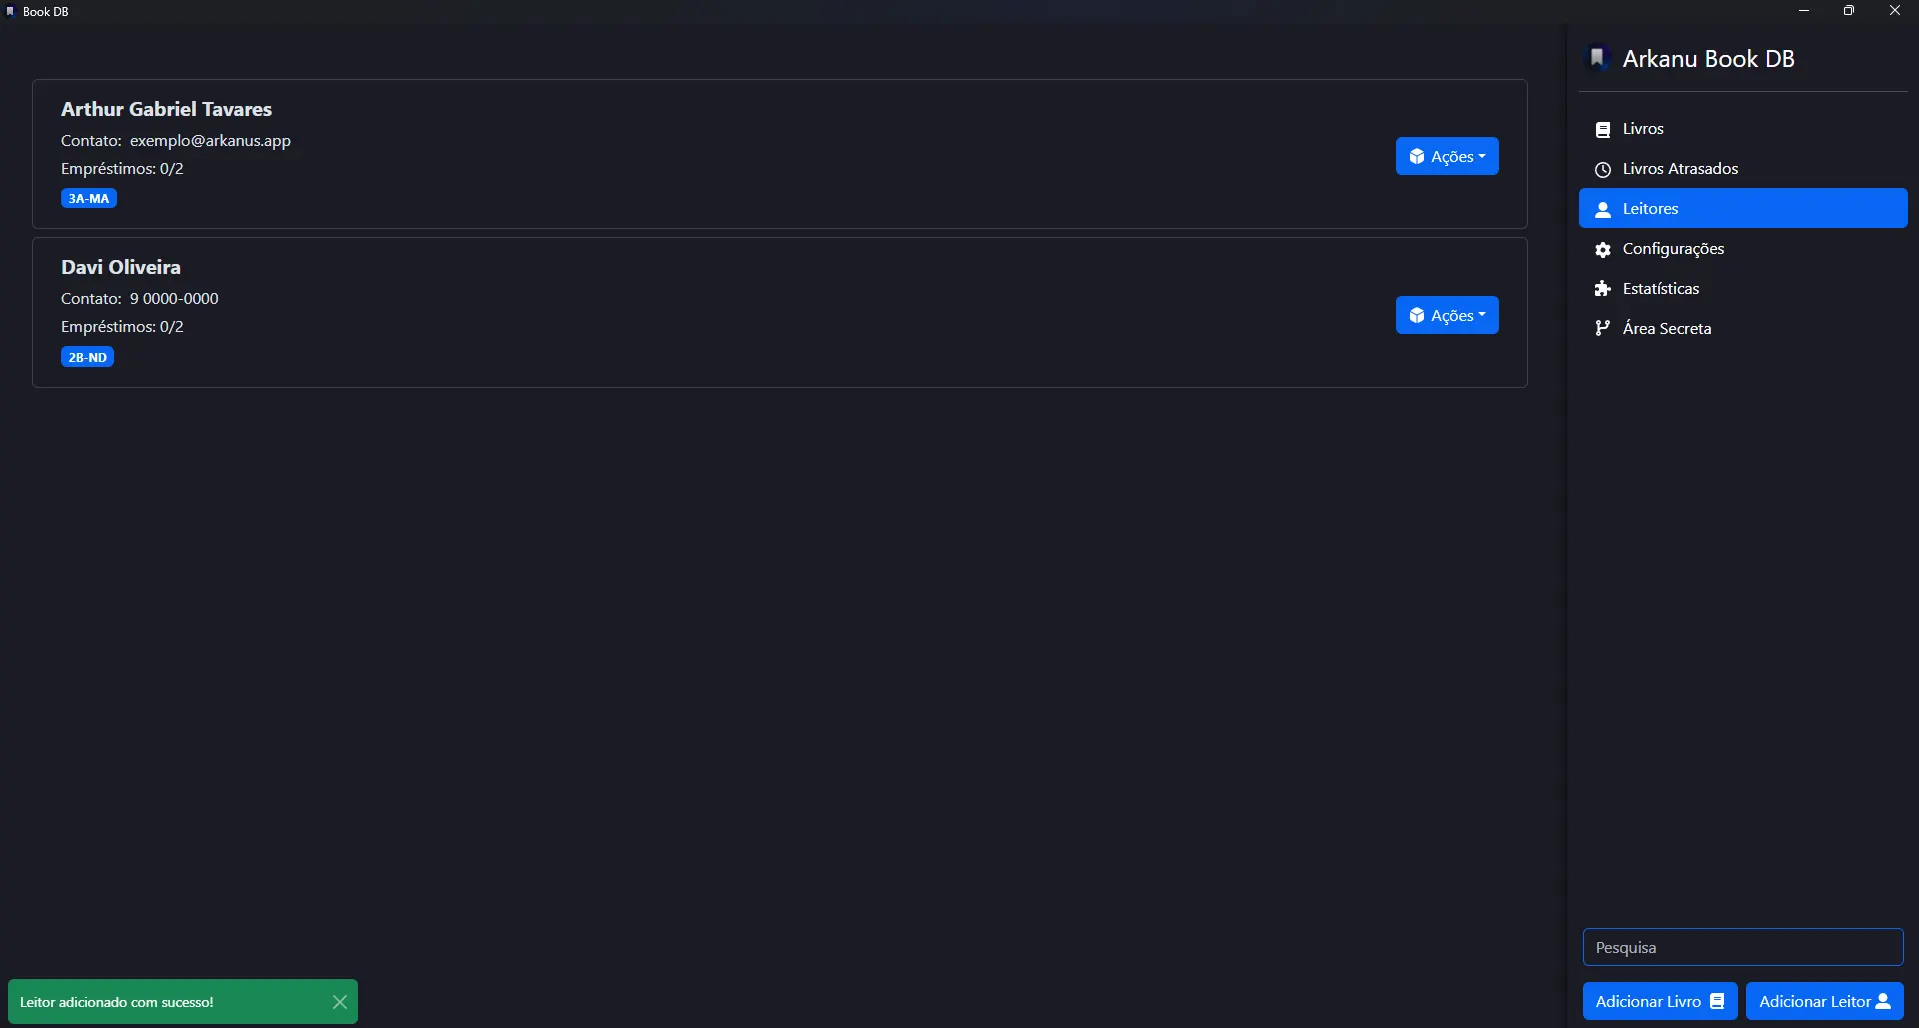 Book DB
Arthur Gabriel Tavares
Contato: exemplo@arkanus.app
Empréstimos: 0/2
3A-MA
Ações
Davi Oliveira
Contato: 9 0000-0000
Empréstimos: 0/2
2B-ND
Ações
Leitor adicionado com sucesso!
Arkanu Book DB
Livros
Livros Atrasados
Leitores
Configurações
Estatísticas
Área Secreta
Pesquisa
Adicionar Livro
Adicionar Leitor